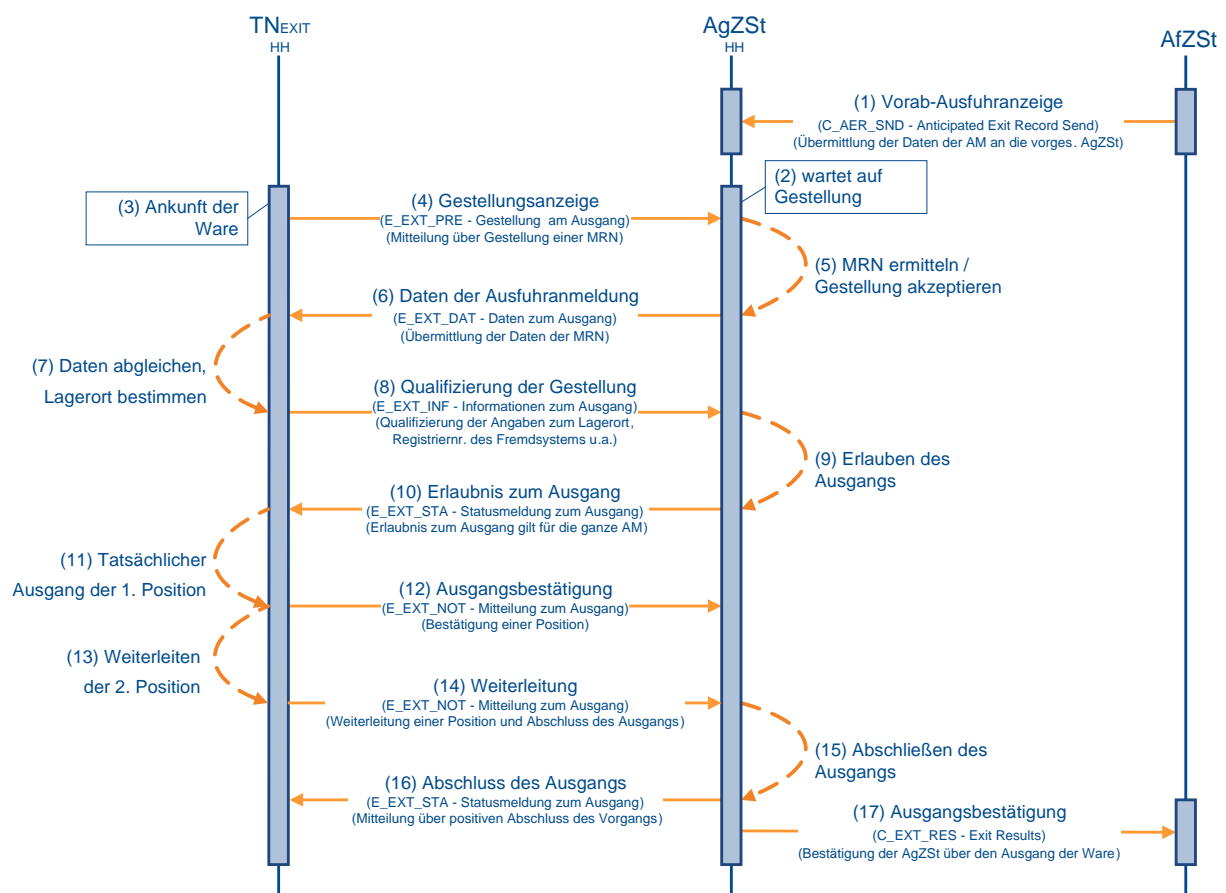 TNEXIT
HH
AgZSt
HH
AfZSt
(1) Vorab-Ausfuhranzeige
(C_AER_SND - Anticipated Exit Record Send)
(Übermittlung der Daten der AM an die vorges. AgZSt)
(2) wartet auf
Gestellung
(3) Ankunft der
Ware
(4) Gestellungsanzeige
(E_EXT_PRE - Gestellung am Ausgang)
(Mitteilung über Gestellung einer MRN)
(5) MRN ermitteln /
Gestellung akzeptieren
(6) Daten der Ausfuhranmeldung
(E_EXT_DAT - Daten zum Ausgang)
(Übermittlung der Daten der MRN)
(7) Daten abgleichen,
Lagerort bestimmen
(8) Qualifizierung der Gestellung
(E_EXT_INF - Informationen zum Ausgang)
(Qualifizierung der Angaben zum Lagerort,
Registriernr. des Fremdsystems u.a.)
(9) Erlauben des
Ausgangs
(10) Erlaubnis zum Ausgang
(E_EXT_STA - Statusmeldung zum Ausgang)
(Erlaubnis zum Ausgang gilt für die ganze AM)
(11) Tatsächlicher
Ausgang der 1. Position
(12) Ausgangsbestätigung
(E_EXT_NOT - Mitteilung zum Ausgang)
(Bestätigung einer Position)
(13) Weiterleiten
der 2. Position
(14) Weiterleitung
(E_EXT_NOT - Mitteilung zum Ausgang)
(Weiterleitung einer Position und Abschluss des Ausgangs)
(15) Abschließen des
Ausgangs
(16) Abschluss des Ausgangs
(E_EXT_STA - Statusmeldung zum Ausgang)
(Mitteilung über positiven Abschluss des Vorgangs)
(17) Ausgangsbestätigung
(C_EXT_RES - Exit Results)
(Bestätigung der AgZSt über den Ausgang der Ware)